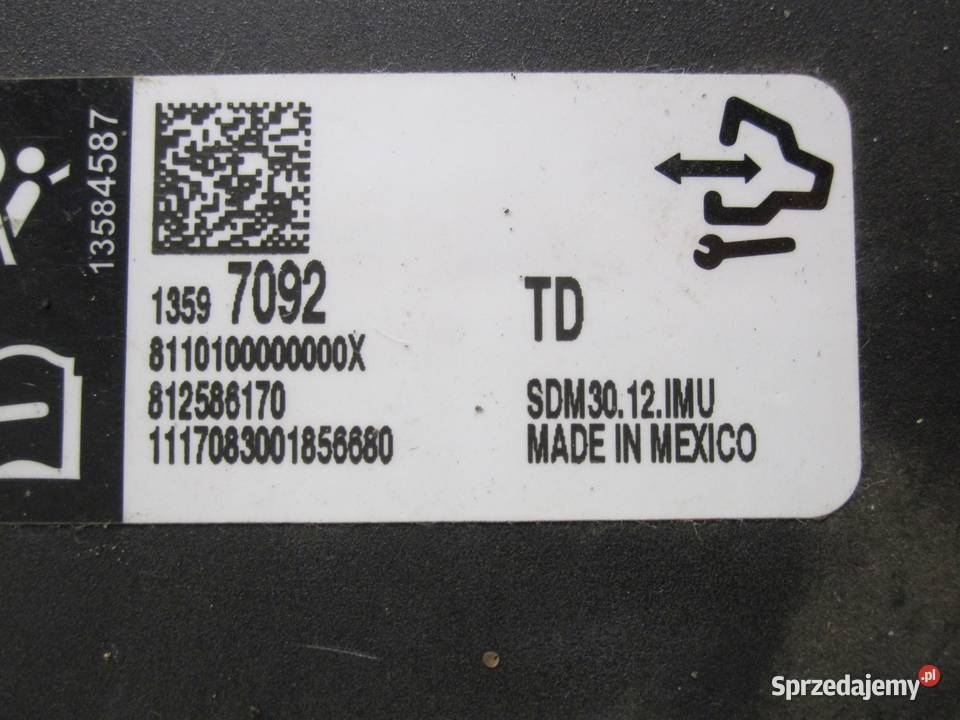 13584587
1359 7092
TD
8110100000000X
812586170
SDM30.12.IMU
1117083001856680
MADE IN MEXICO
Sprzedajemy.pl